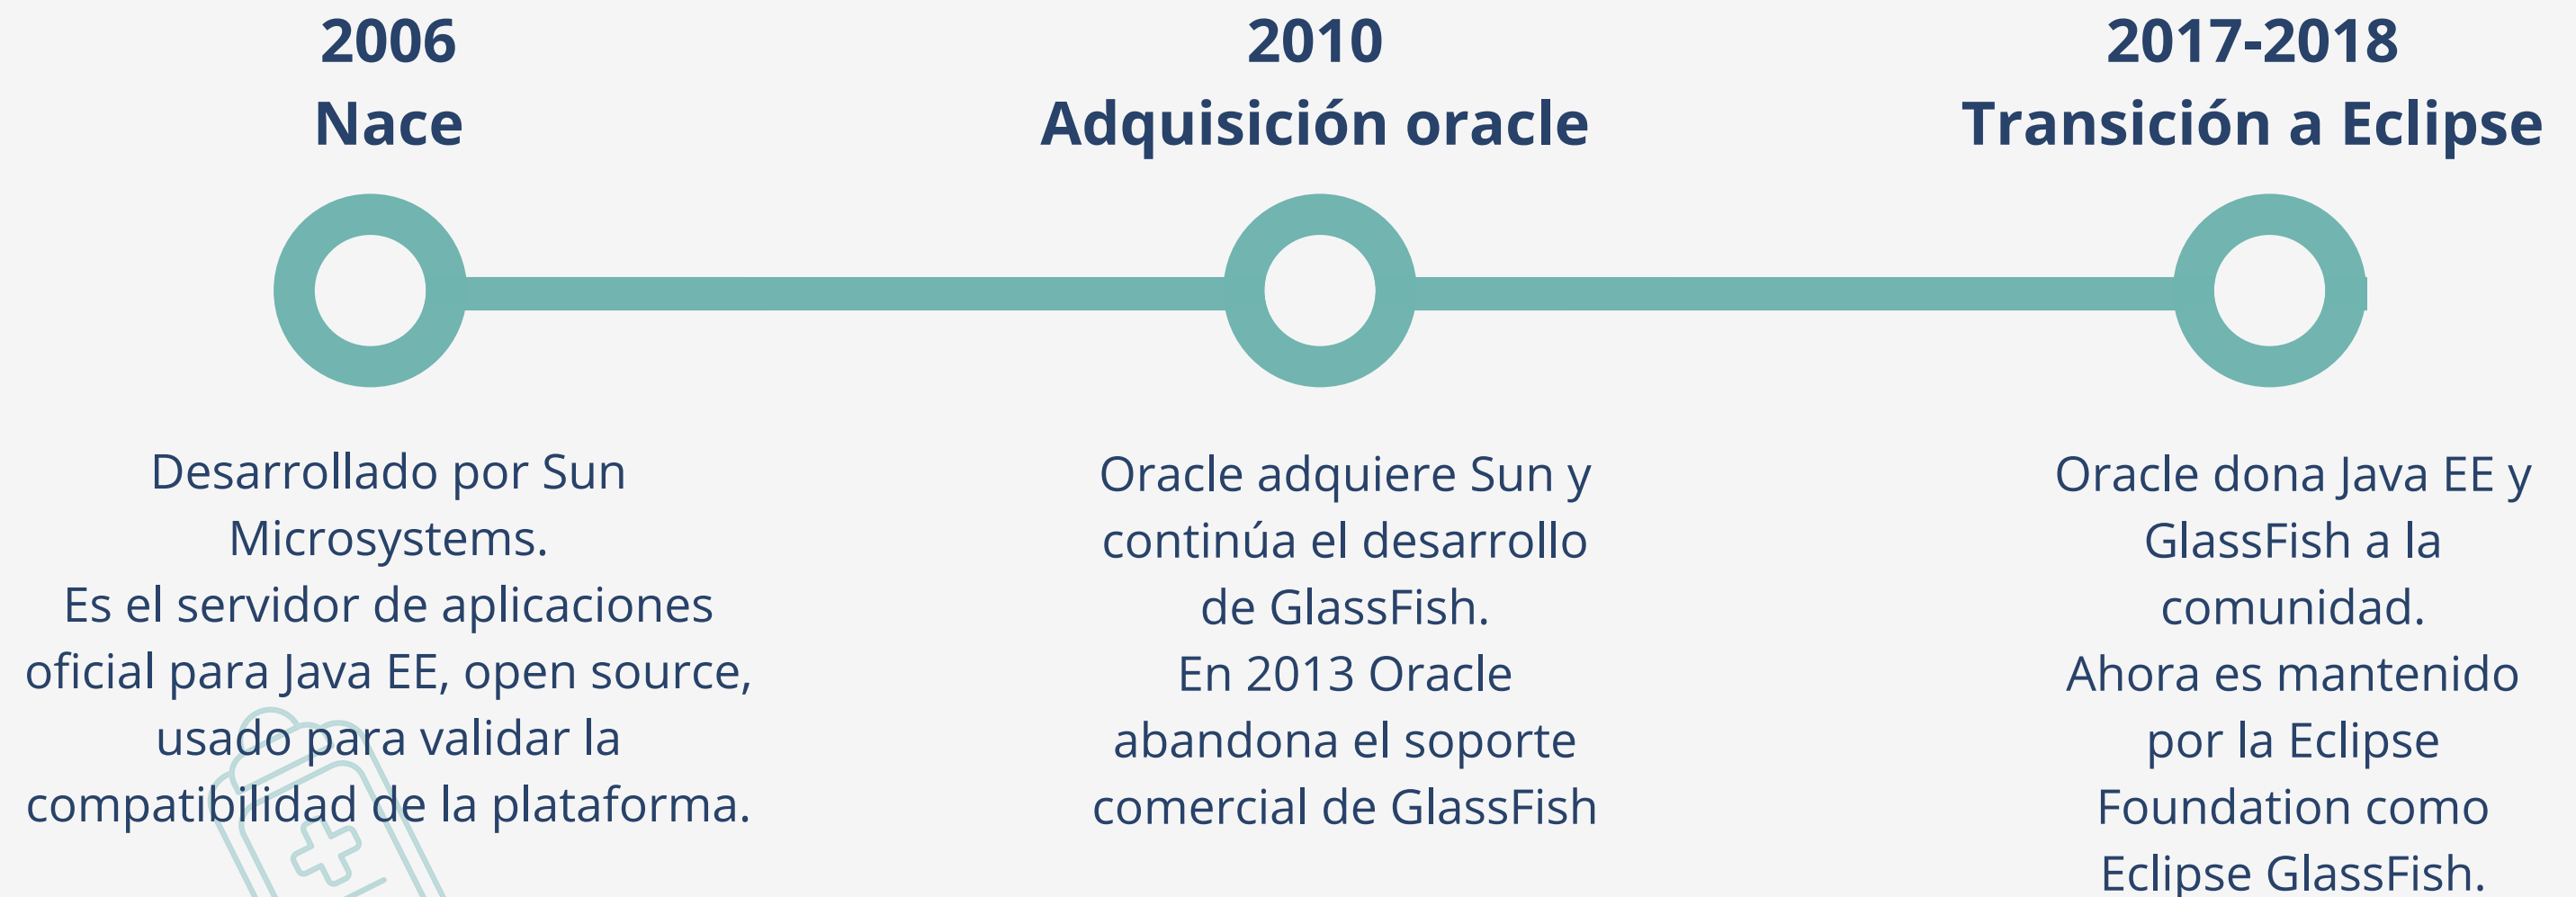 2006
Nace
Desarrollado por Sun
Microsystems.
Es el servidor de aplicaciones
oficial para Java EE, open source,
usado para validar la
compatibilidad de la plataforma.
2010
Adquisición oracle
Oracle adquiere Sun y
continúa el desarrollo
de GlassFish.
En 2013 Oracle
abandona el soporte
comercial de GlassFish
2017-2018
Transición a Eclipse
Oracle dona Java EE y
GlassFish a la
comunidad.
Ahora es mantenido
por la Eclipse
Foundation como
Eclipse GlassFish.